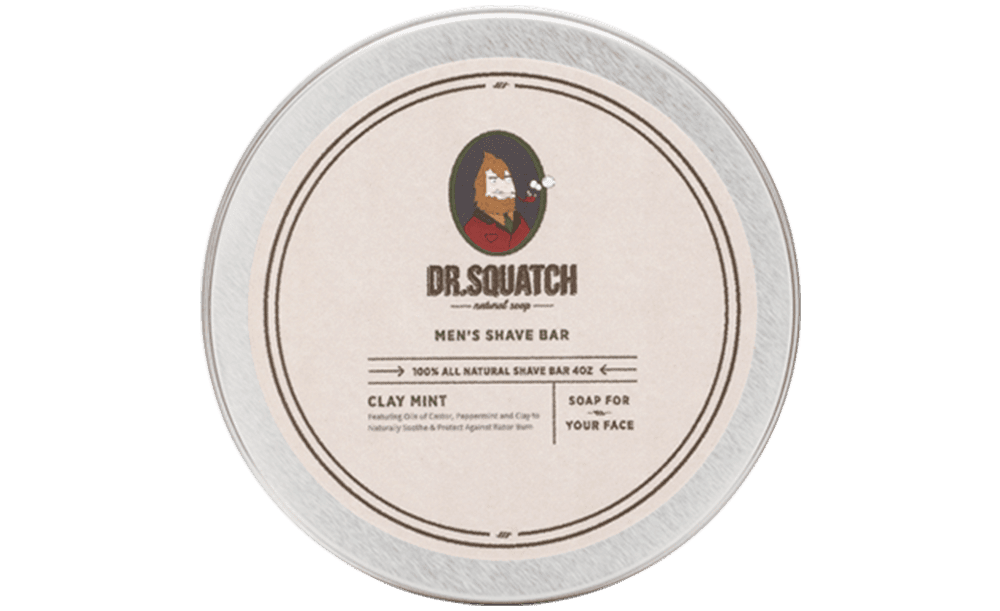 DR. SQUATCH
natural soap
MEN'S SHAVE BAR
100% ALL NATURAL SHAVE BAR 4OZ
CLAY MINT
Featuring Oils of Castor, Peppermint and Clay to
Naturally Soothe & Protect Against Razor Burn
SOAP FOR
YOUR FACE